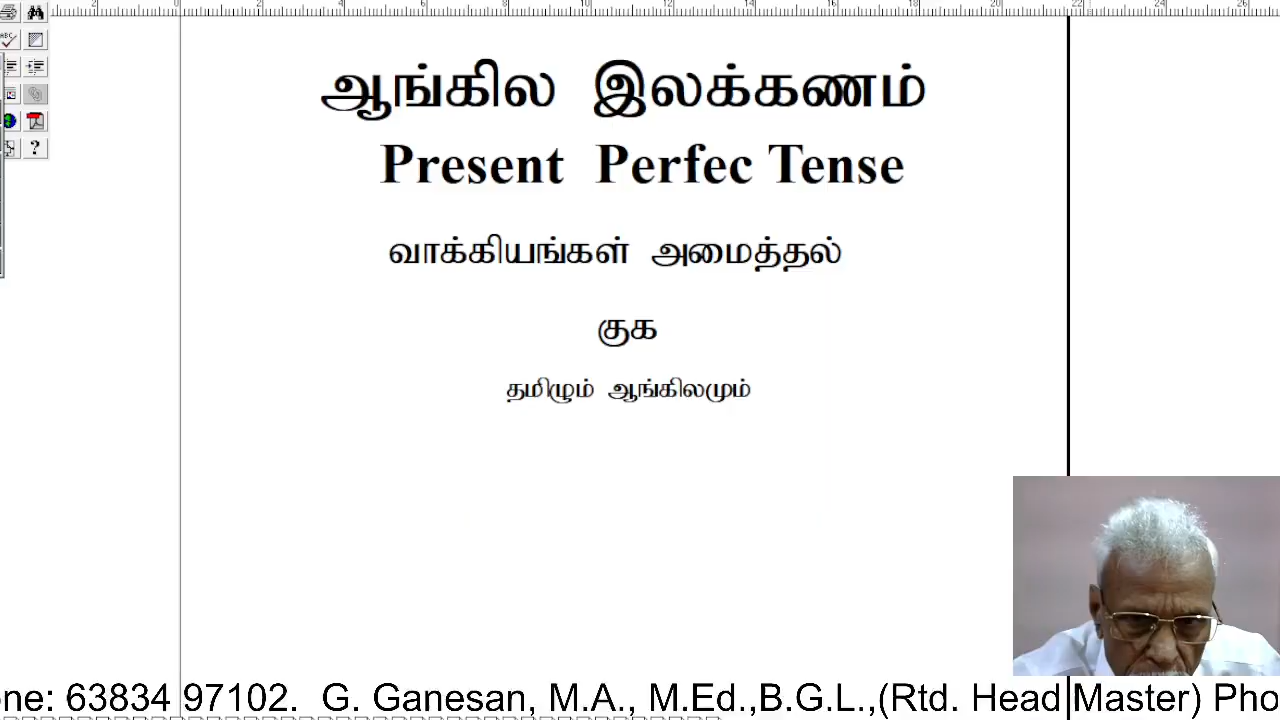 ஆங்கில இலக்கணம்
Present Perfec Tense
வாக்கியங்கள் அமைத்தல்
குக
தமிழும் ஆங்கிலமும்
ne: 63834 97102. G. Ganesan, M.A., M.Ed.,B.G.L.,(Rtd. Head Master) Pho